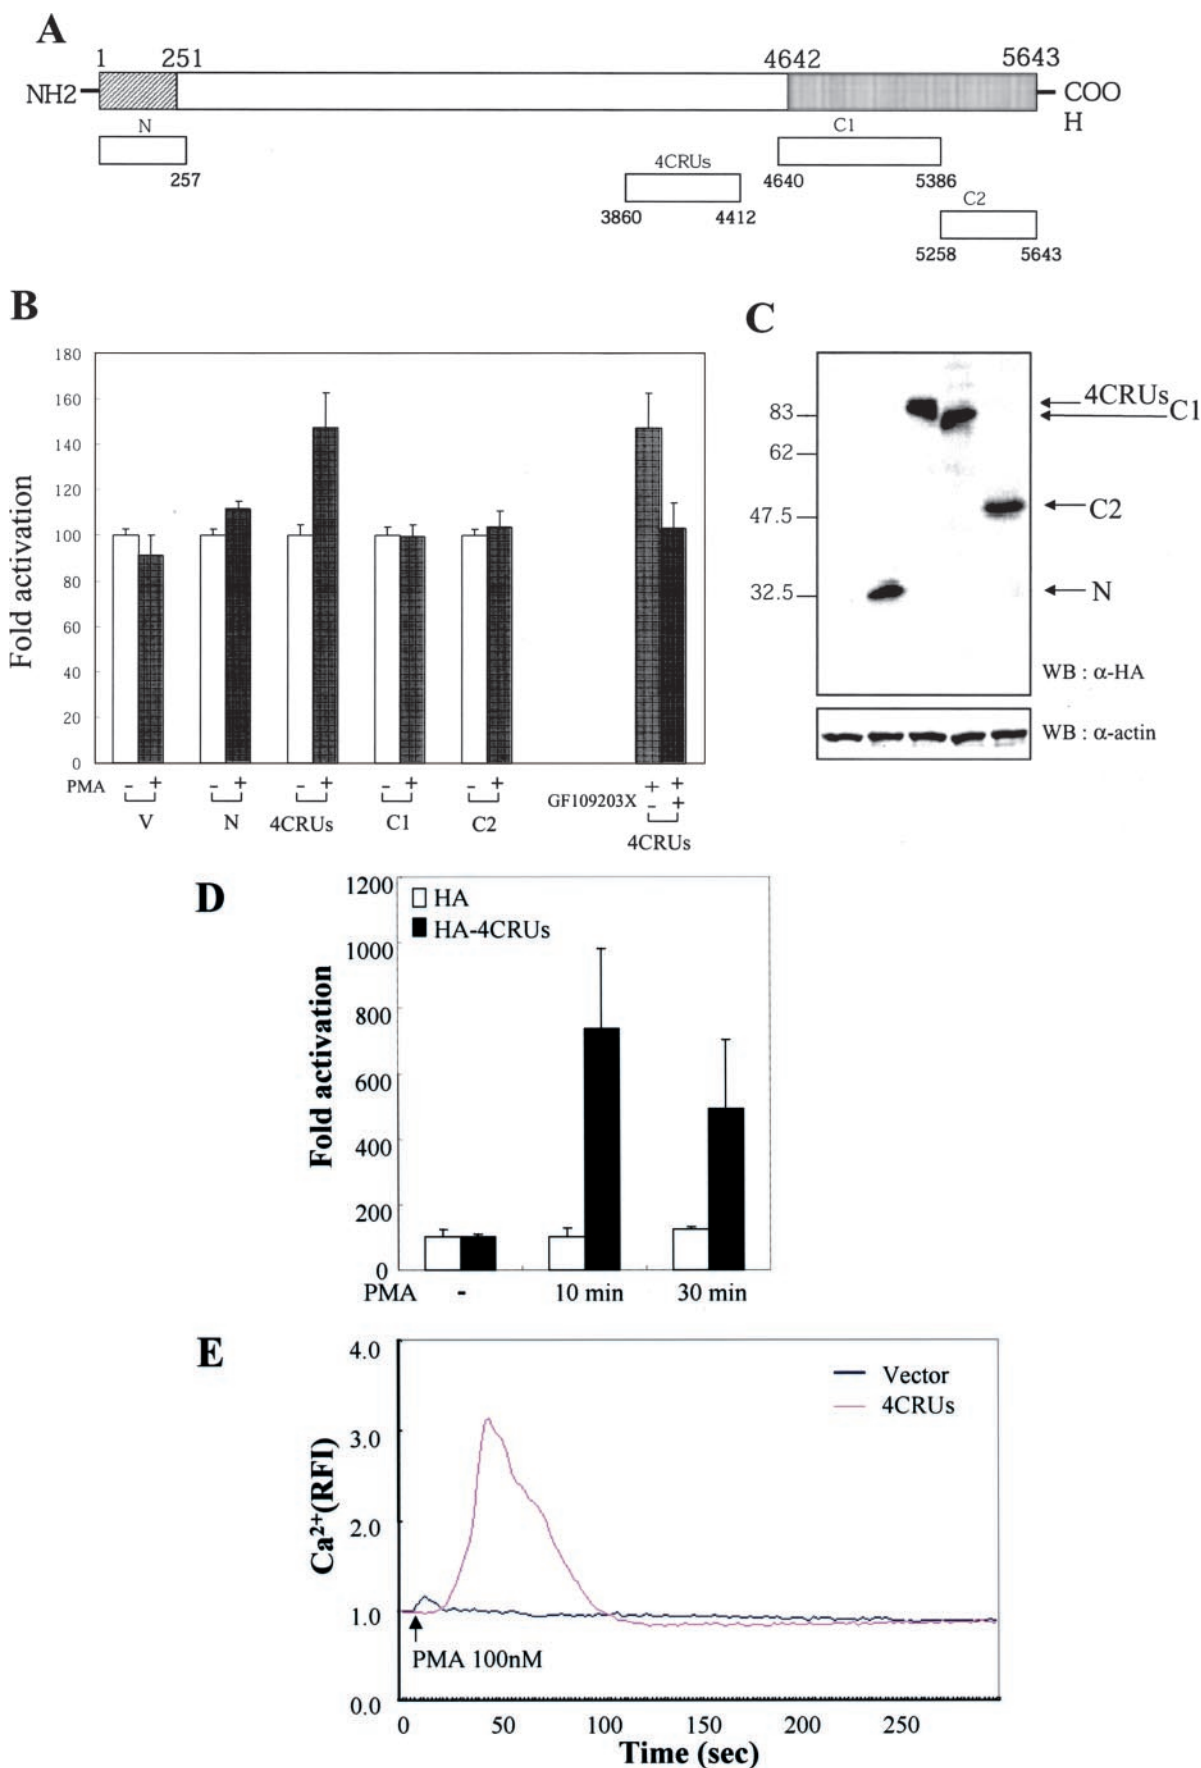 A
1 251 4642 5643
NH2 COO
H
N C1
4CRUs
257 4640 5386
C2
3860 4412
5258 5643
B
Fold activation
180
160
140
120
100
80
60
40
20
0
PMA - + - + - + - + - + + +
GF109203X - +
V N 4CRUs C1 C2 4CRUs
C
83
62
47.5
32.5
4CRUs
C1
C2
N
WB : α-HA
WB : α-actin
D
Fold activation
1200
1000
800
600
400
200
0
HA
HA-4CRUs
PMA - 10 min 30 min
E
Ca²⁺(RFI)
4.0
3.0
2.0
1.0
0.0
Vector
4CRUs
PMA 100nM
0 50 100 150 200 250
Time (sec)